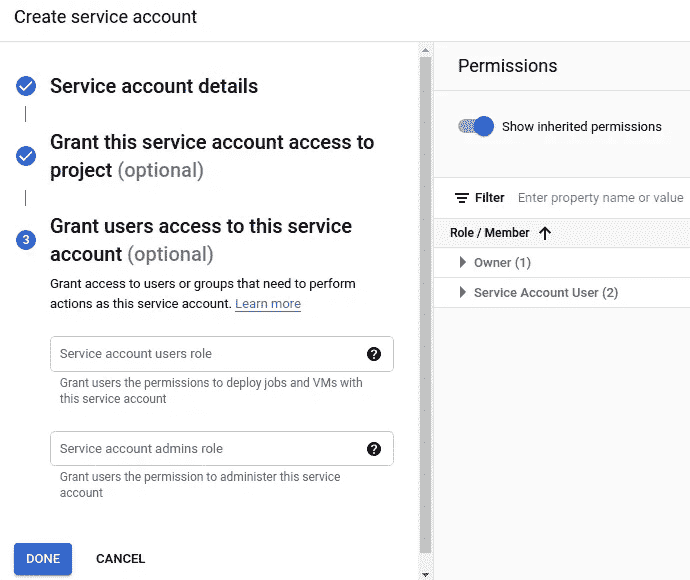 Create service account
Service account details
Grant this service account access to
project (optional)
3
Grant users access to this service
account (optional)
Grant access to users or groups that need to perform
actions as this service account. Learn more
Service account users role
?
Grant users the permissions to deploy jobs and VMs with
this service account
Service account admins role
?
Grant users the permission to administer this service
account
DONE
CANCEL
Permissions
Show inherited permissions
Filter
Enter property name or value
Role / Member
Owner (1)
Service Account User (2)